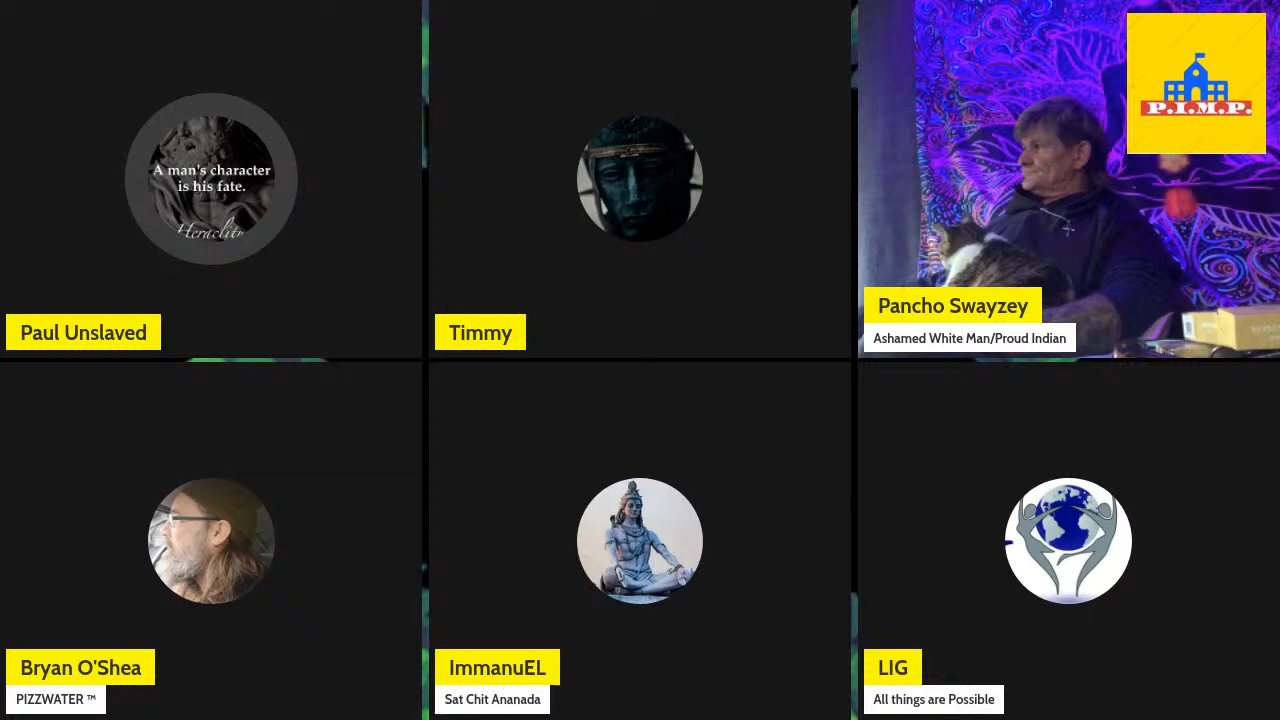 A man's character
is his fate.
Paul Unslaved
Timmy
P.I.M.P.
Pancho Swayzey
Ashamed White Man/Proud Indian
Bryan O'Shea
PIZZWATER ™
ImmanuEL
Sat Chit Ananada
LIG
All things are Possible